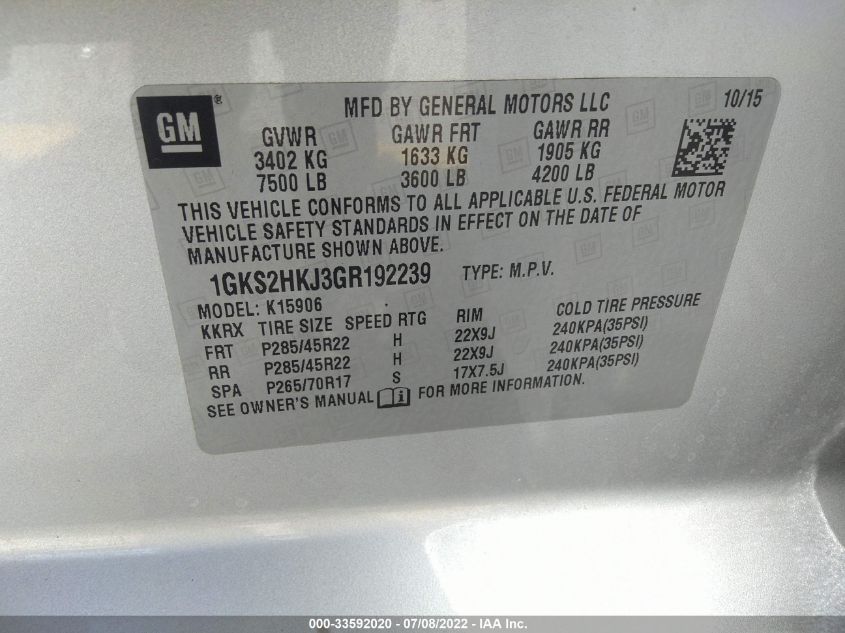 GM ®
MFD BY GENERAL MOTORS LLC 10/15
GVWR GAWR FRT GAWR RR
3402 KG 1633 KG 1905 KG
7500 LB 3600 LB 4200 LB
THIS VEHICLE CONFORMS TO ALL APPLICABLE U.S. FEDERAL MOTOR
VEHICLE SAFETY STANDARDS IN EFFECT ON THE DATE OF
MANUFACTURE SHOWN ABOVE.
1GKS2HKJ3GR192239 TYPE: M.P.V.
MODEL: K15906
KKRX TIRE SIZE SPEED RTG RIM COLD TIRE PRESSURE
FRT P285/45R22 H 22X9J 240KPA(35PSI)
RR P285/45R22 H 22X9J 240KPA(35PSI)
SPA P265/70R17 S 17X7.5J 240KPA(35PSI)
SEE OWNER'S MANUAL FOR MORE INFORMATION.
000-33592020 - 07/08/2022 - IAA Inc.